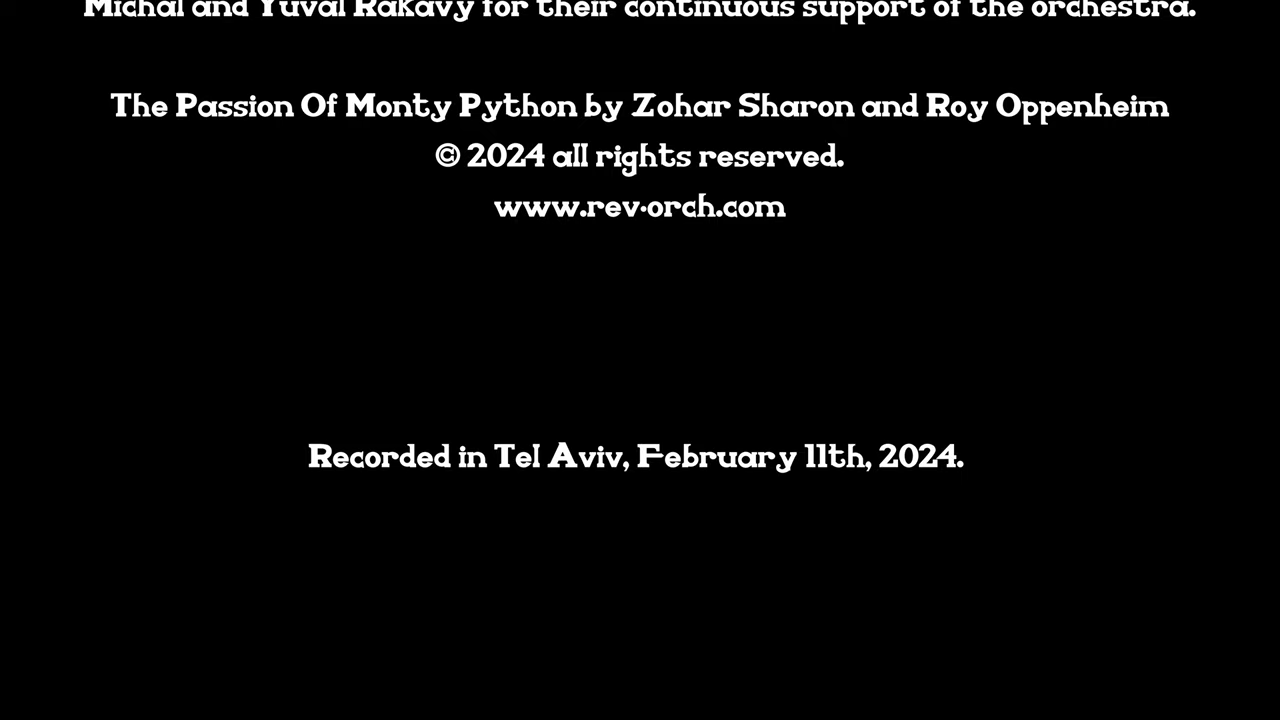 Michal and Yuval Rakavy for their continuous support of the orchestra.
The Passion Of Monty Python by Zohar Sharon and Roy Oppenheim
© 2024 all rights reserved.
www.rev-orch.com
Recorded in Tel Aviv, February 11th, 2024.